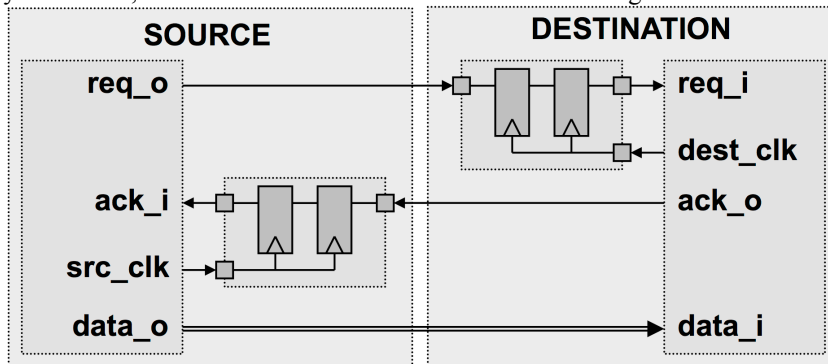 SOURCE
DESTINATION
req_o
req_i
dest_clk
ack_i
ack_o
src_clk
data_o
data_i